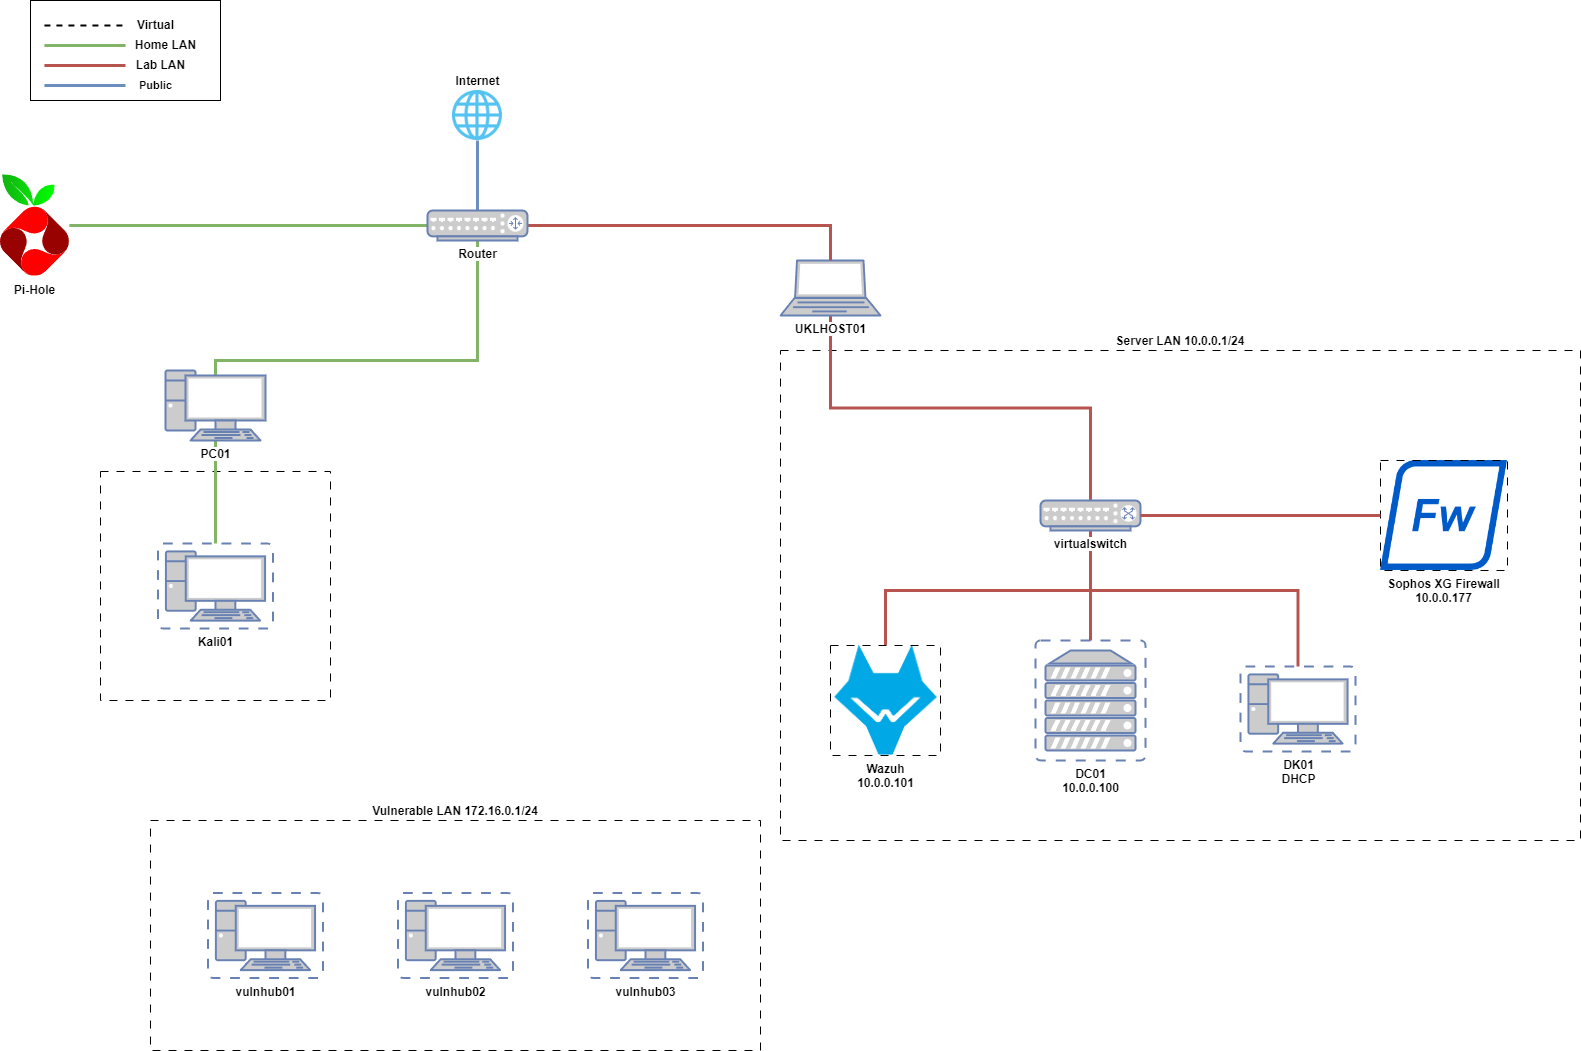 Virtual
Home LAN
Lab LAN
Public
Internet
Router
Pi-Hole
UKLHOST01
Server LAN 10.0.0.1/24
PC01
Fw
virtualswitch
Sophos XG Firewall
10.0.0.177
Kali01
W
Wazuh
10.0.0.101
DC01
10.0.0.100
DK01
DHCP
Vulnerable LAN 172.16.0.1/24
vulnhub01
vulnhub02
vulnhub03